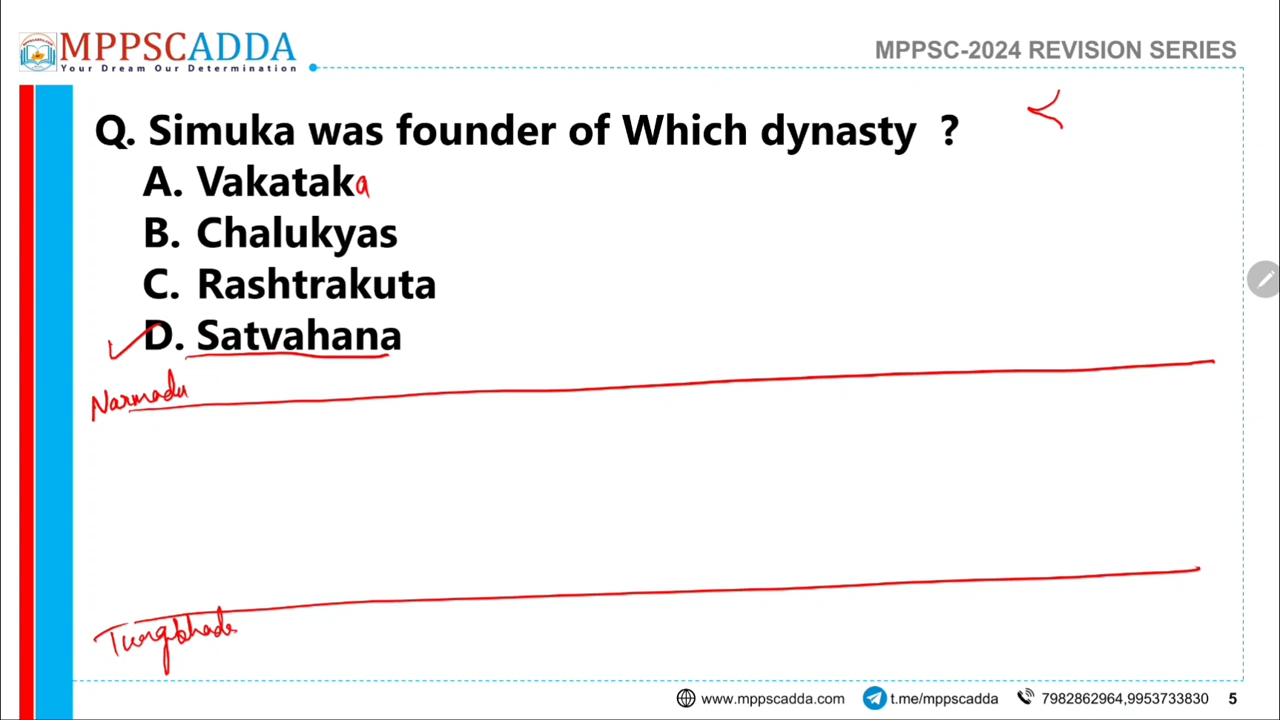 MPPSCADDA
Your Dream Our Determination
MPPSC-2024 REVISION SERIES
Q. Simuka was founder of Which dynasty ?
A. Vakataka
B. Chalukyas
C. Rashtrakuta
D. Satvahana
Narmada
Tungbhada
www.mppscadda.com t.me/mppscadda 7982862964,9953733830 5